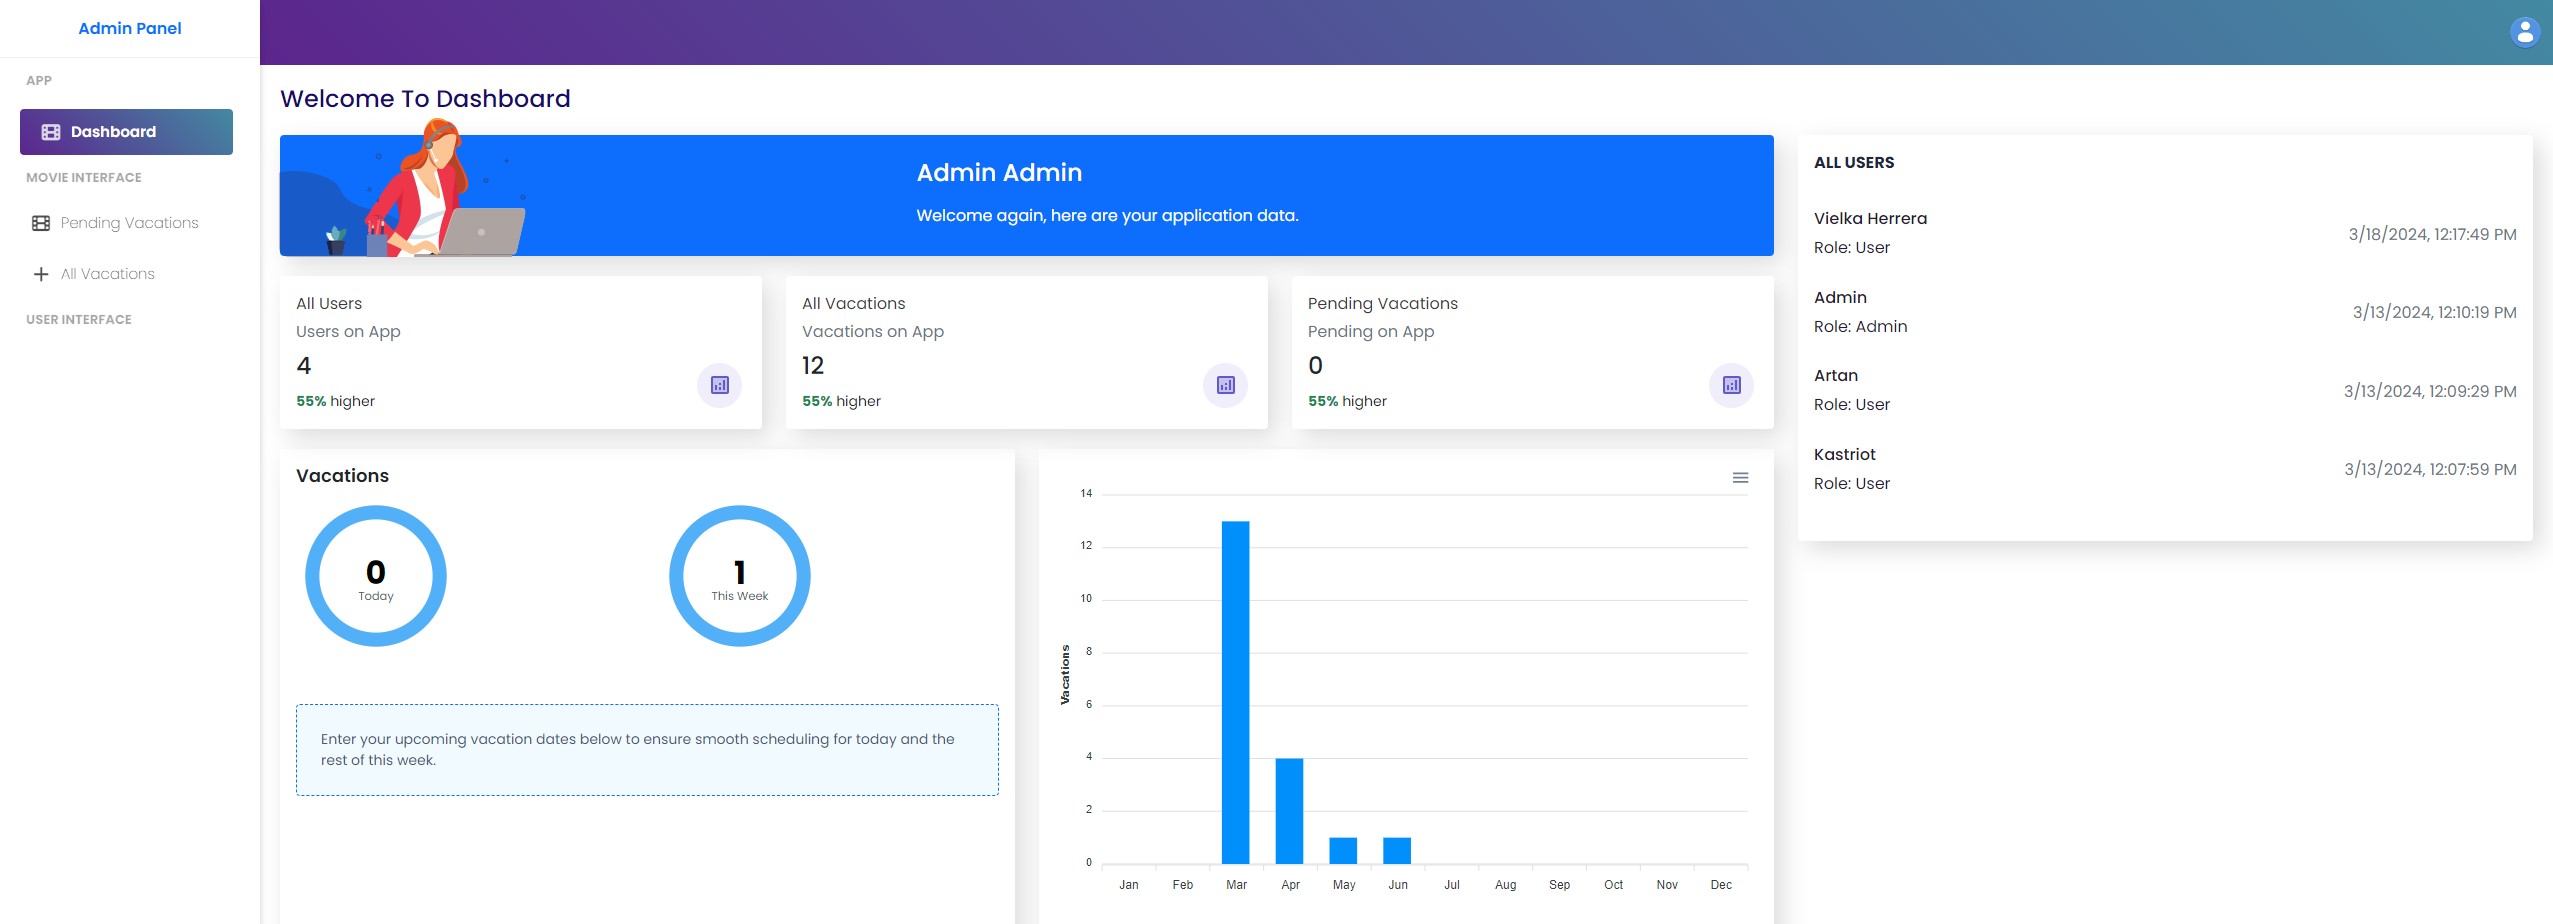 Admin Panel
APP
Dashboard
MOVIE INTERFACE
Pending Vacations
All Vacations
USER INTERFACE
Welcome To Dashboard
Admin Admin
Welcome again, here are your application data.
All Users
Users on App
4
55% higher
All Vacations
Vacations on App
12
55% higher
Pending Vacations
Pending on App
0
55% higher
Vacations
0
Today
1
This Week
Enter your upcoming vacation dates below to ensure smooth scheduling for today and the
rest of this week.
14
12
10
8
6
4
2
0
Vacations
Jan Feb Mar Apr May Jun Jul Aug Sep Oct Nov Dec
ALL USERS
Vielka Herrera
Role: User
3/18/2024, 12:17:49 PM
Admin
Role: Admin
3/13/2024, 12:10:19 PM
Artan
Role: User
3/13/2024, 12:09:29 PM
Kastriot
Role: User
3/13/2024, 12:07:59 PM